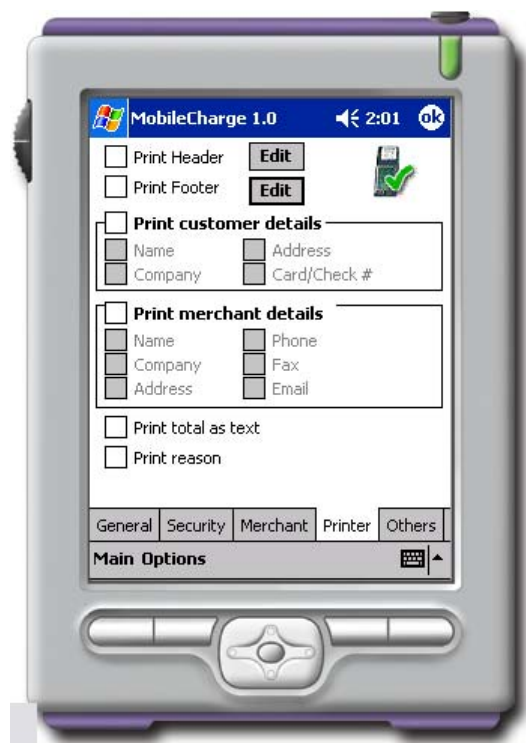 MobileCharge 1.0 2:01 ok
Print Header Edit
Print Footer Edit
Print customer details
Name Address
Company Card/Check #
Print merchant details
Name Phone
Company Fax
Address Email
Print total as text
Print reason
General Security Merchant Printer Others
Main Options